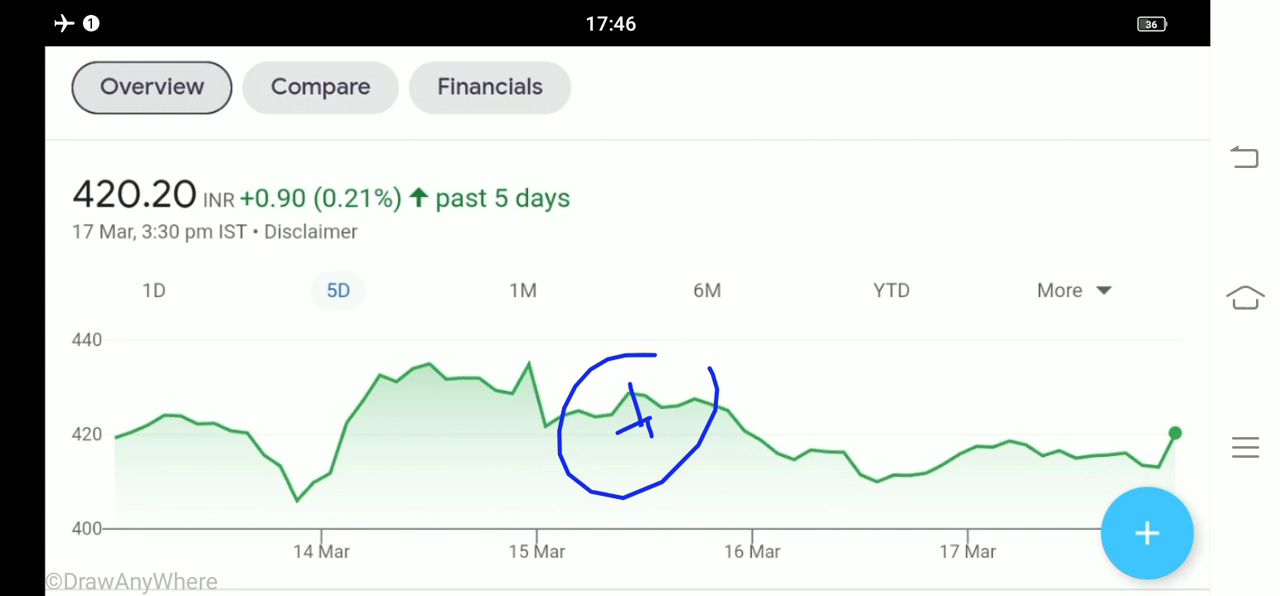 1 17:46 36
Overview Compare Financials
420.20 INR +0.90 (0.21%) past 5 days
17 Mar, 3:30 pm IST • Disclaimer
1D 5D 1M 6M YTD More
440
420
400
14 Mar 15 Mar 16 Mar 17 Mar
©DrawAnyWhere